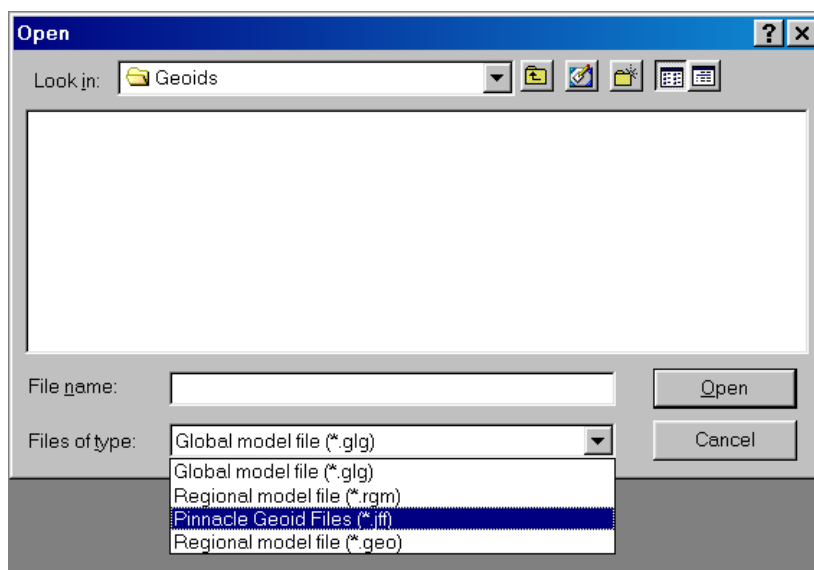 Open
Look in: Geoids
File name:
Open
Files of type: Global model file (*.glg)
Cancel
Global model file (*.glg)
Regional model file (*.rgm)
Pinnacle Geoid Files (*.jff)
Regional model file (*.geo)